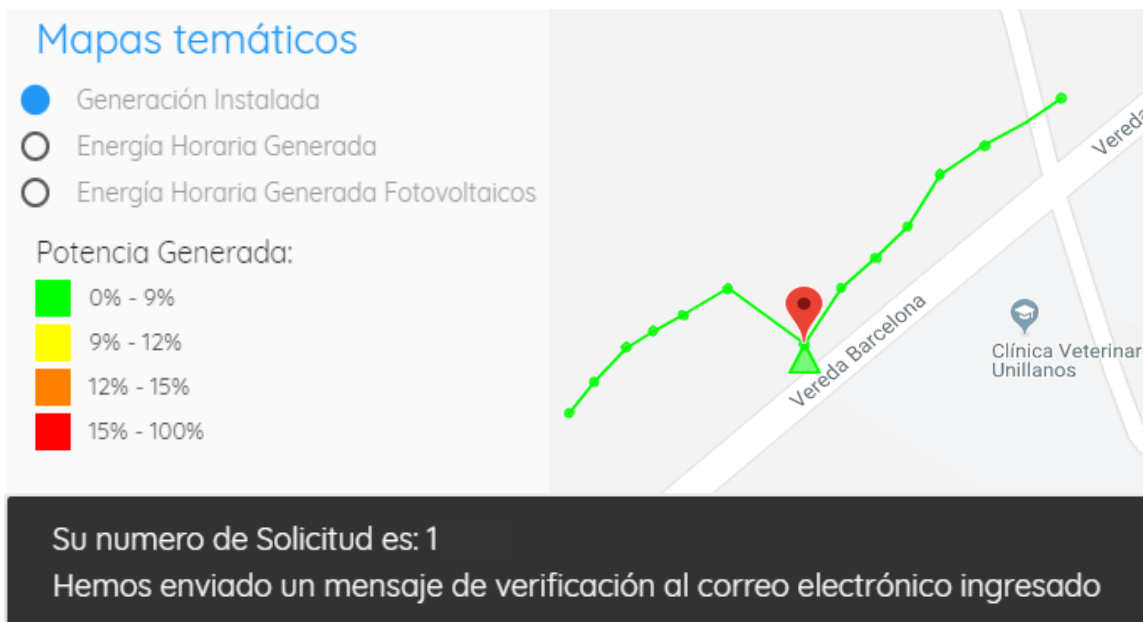 Mapas temáticos
Generación Instalada
Energía Horaria Generada
Energía Horaria Generada Fotovoltaicos
Potencia Generada:
0% - 9%
9% - 12%
12% - 15%
15% - 100%
Vereda
Vereda Barcelona
Clínica Veterinar
Unillanos
Su numero de Solicitud es: 1
Hemos enviado un mensaje de verificación al correo electrónico ingresado